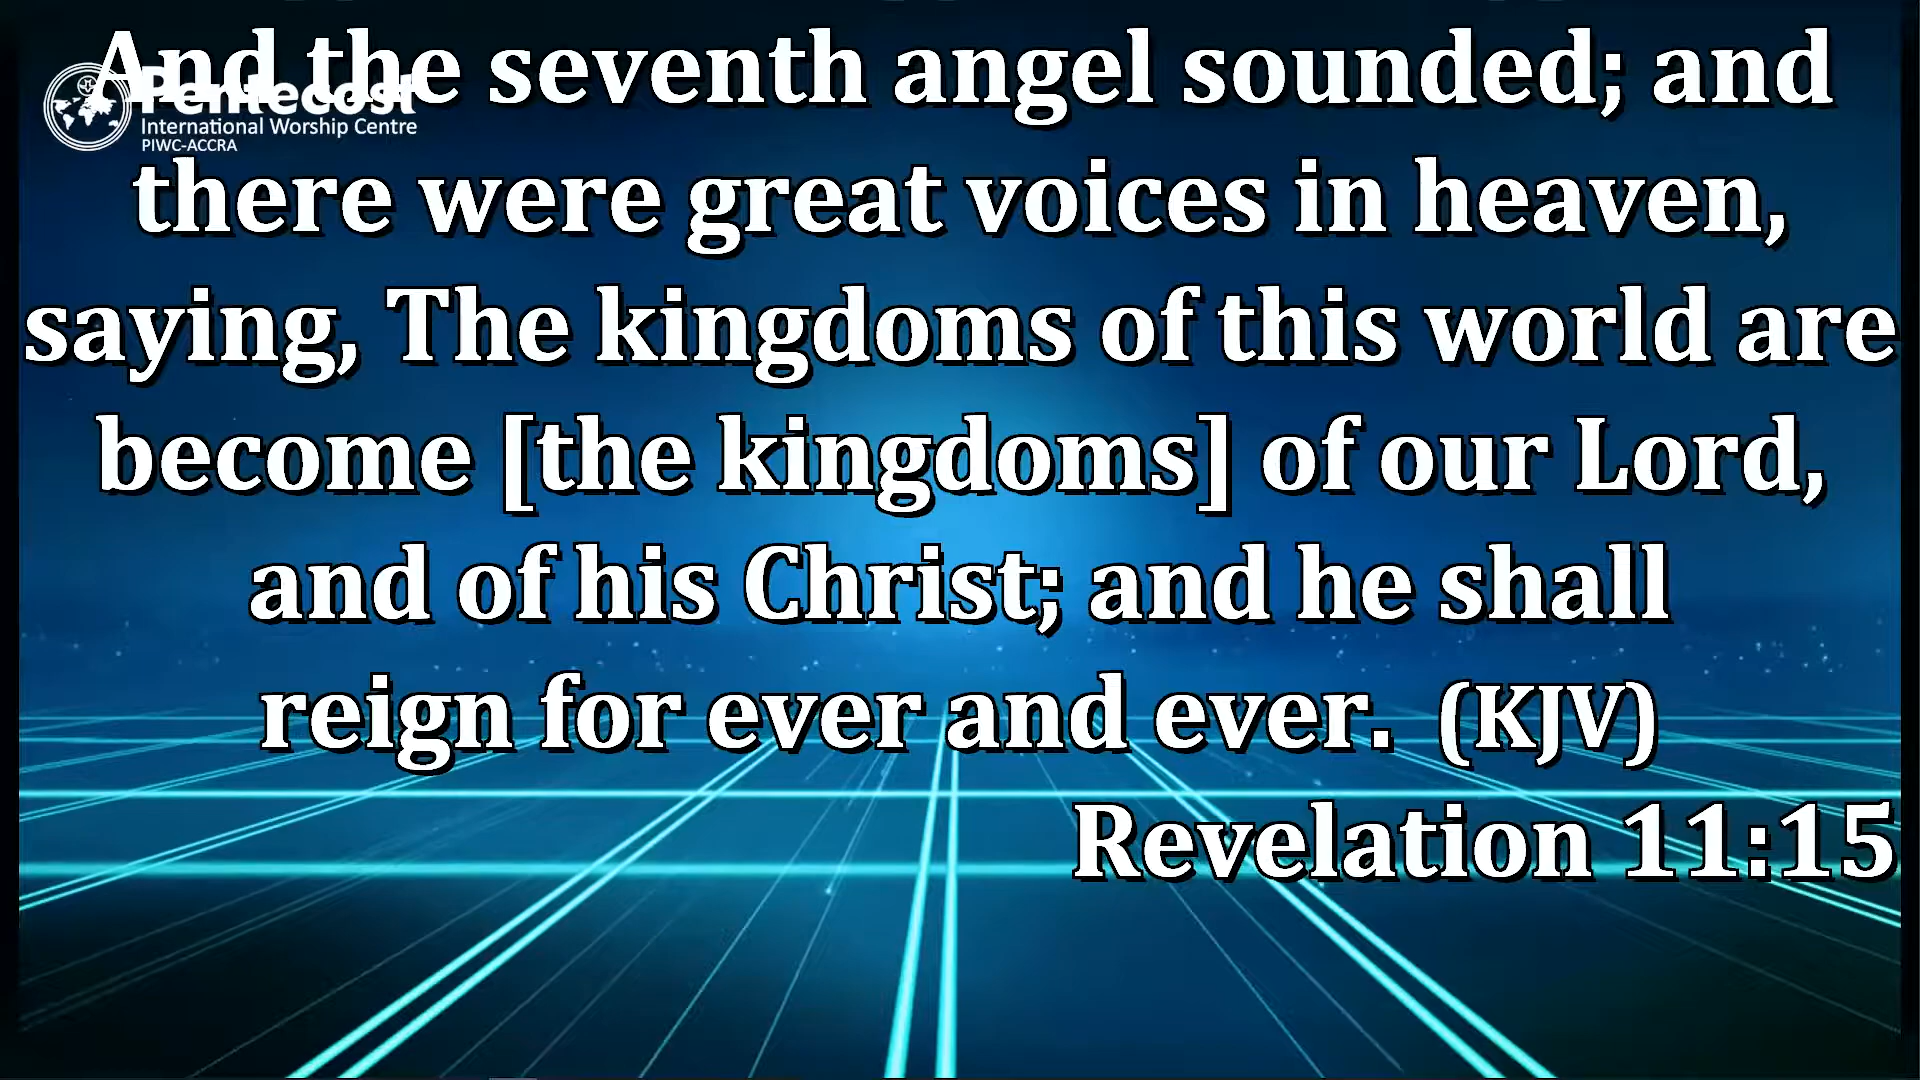 And the seventh angel sounded; and
Pentecost
International Worship Centre
PIWC-ACCRA
there were great voices in heaven,
saying, The kingdoms of this world are
become [the kingdoms] of our Lord,
and of his Christ; and he shall
reign for ever and ever. (KJV)
Revelation 11:15